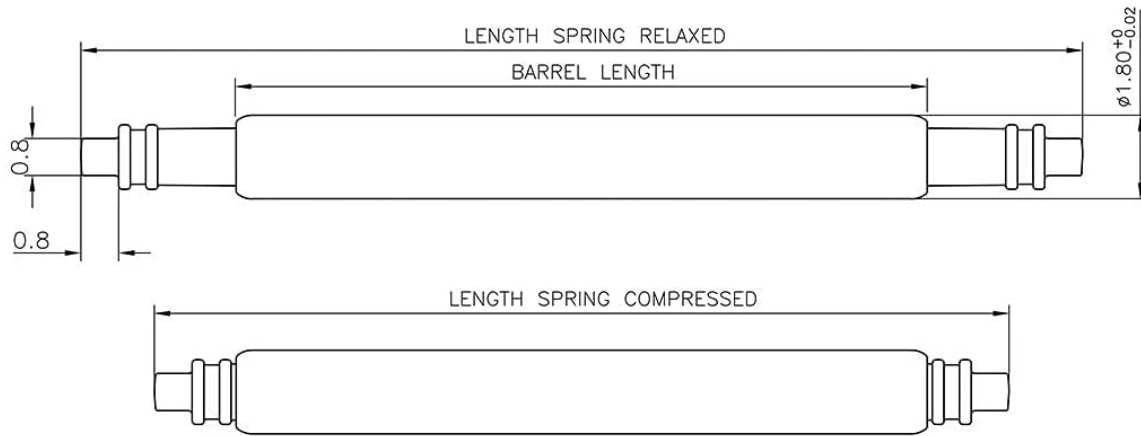 LENGTH SPRING RELAXED
BARREL LENGTH
ø1.80±0
-0.02
0.8
0.8
LENGTH SPRING COMPRESSED